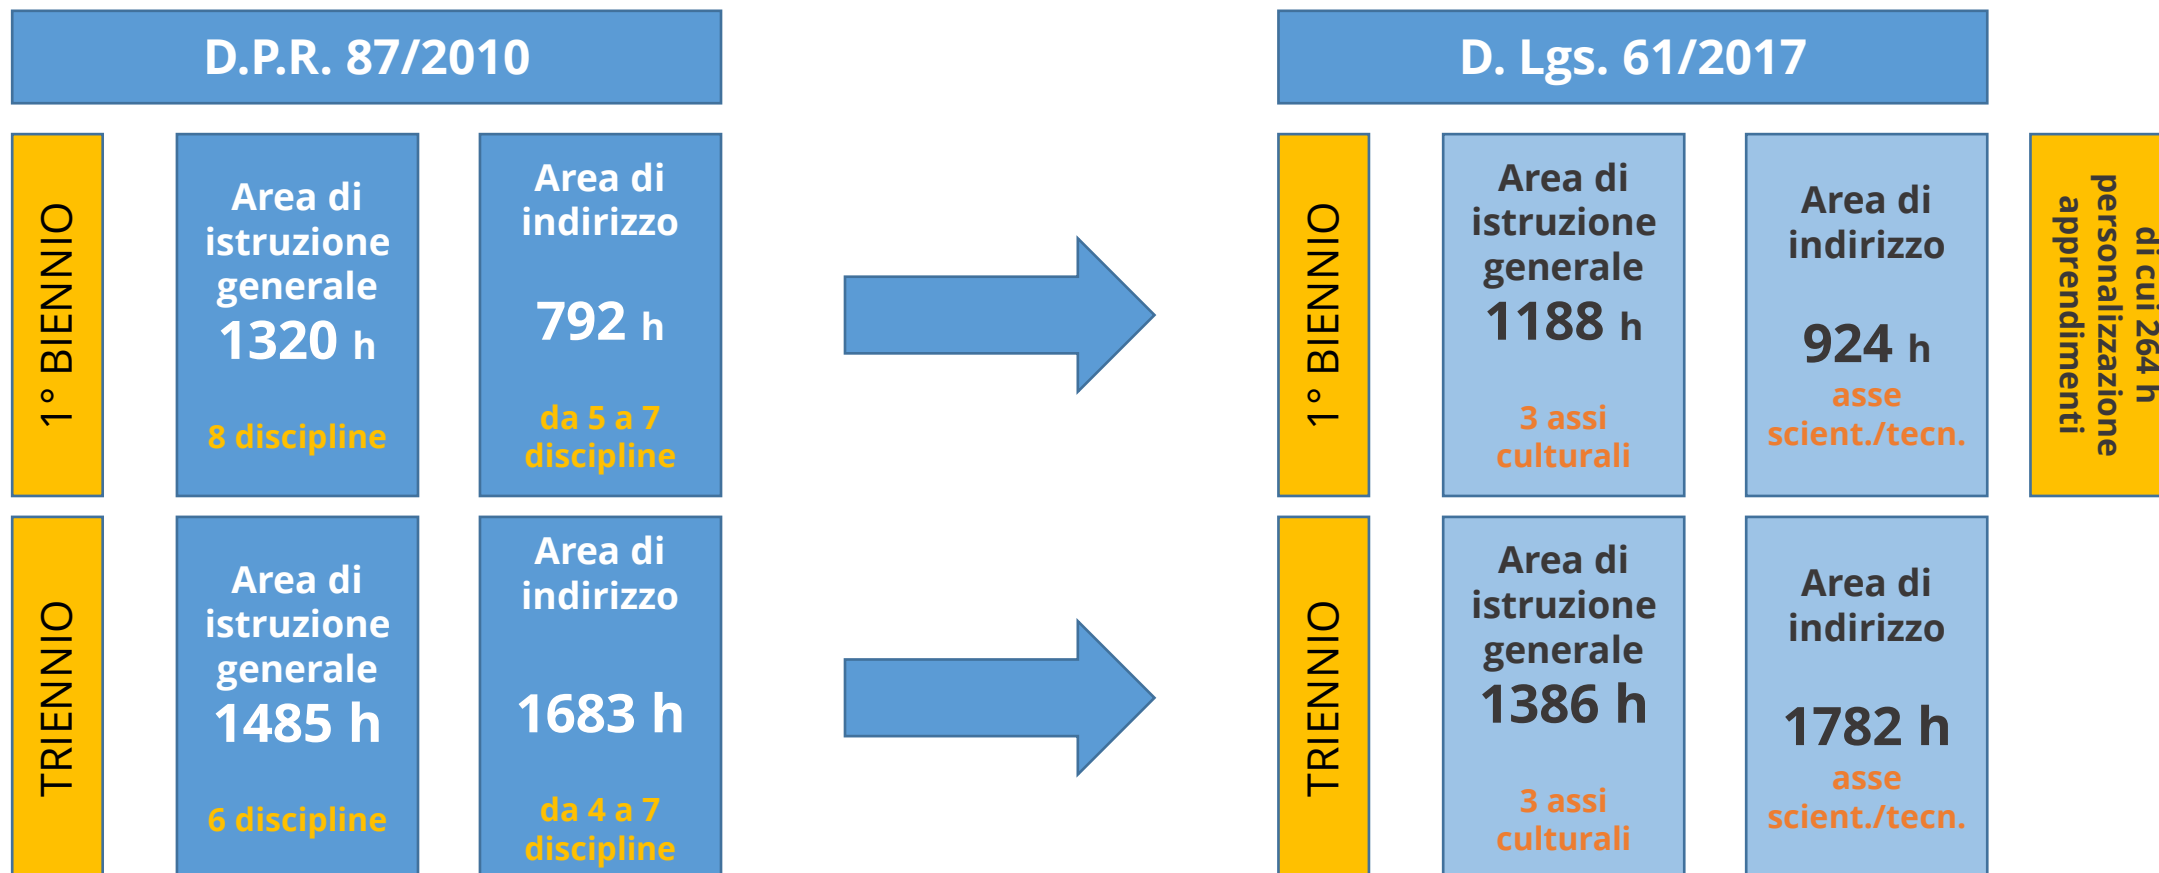 D.P.R. 87/2010
D. Lgs. 61/2017
1° BIENNIO
Area di
istruzione
generale
1320 h
8 discipline
Area di
indirizzo
792 h
da 5 a 7
discipline
1° BIENNIO
Area di
istruzione
generale
1188 h
3 assi
culturali
Area di
indirizzo
924 h
asse
scient./tecn.
di cui 264 h
personalizzazione
apprendimenti
TRIENNIO
Area di
istruzione
generale
1485 h
6 discipline
Area di
indirizzo
1683 h
da 4 a 7
discipline
TRIENNIO
Area di
istruzione
generale
1386 h
3 assi
culturali
Area di
indirizzo
1782 h
asse
scient./tecn.